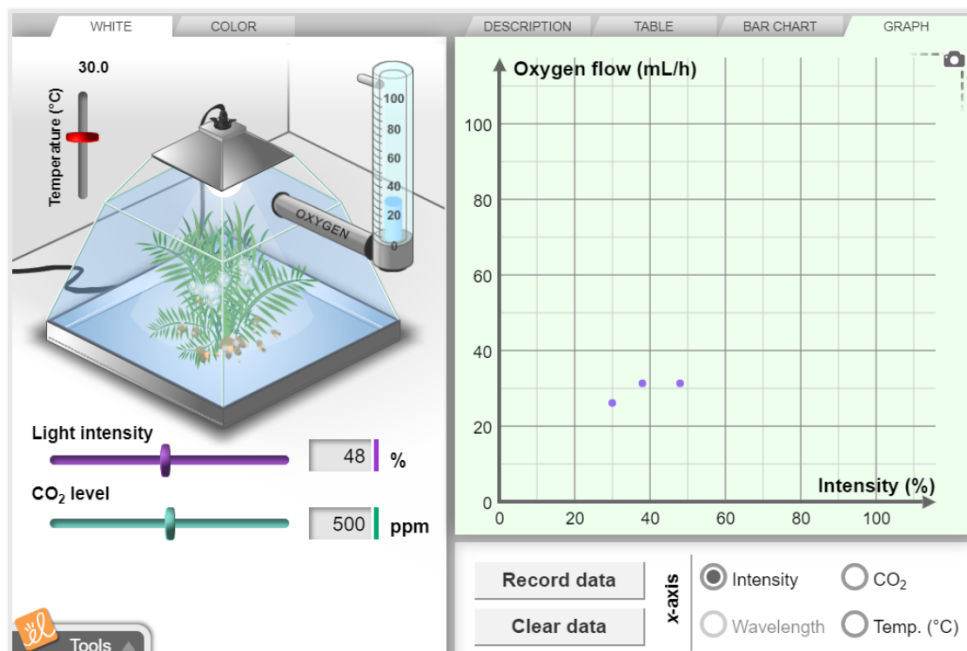 WHITE
COLOR
DESCRIPTION
TABLE
BAR CHART
GRAPH
30.0
Temperature (°C)
100
80
60
40
20
0
OXYGEN
Light intensity
48 %
CO₂ level
500 ppm
el
Tools
Oxygen flow (mL/h)
100
80
60
40
20
0
Intensity (%)
0 20 40 60 80 100
Record data
Clear data
x-axis
Intensity
CO₂
Wavelength
Temp. (°C)